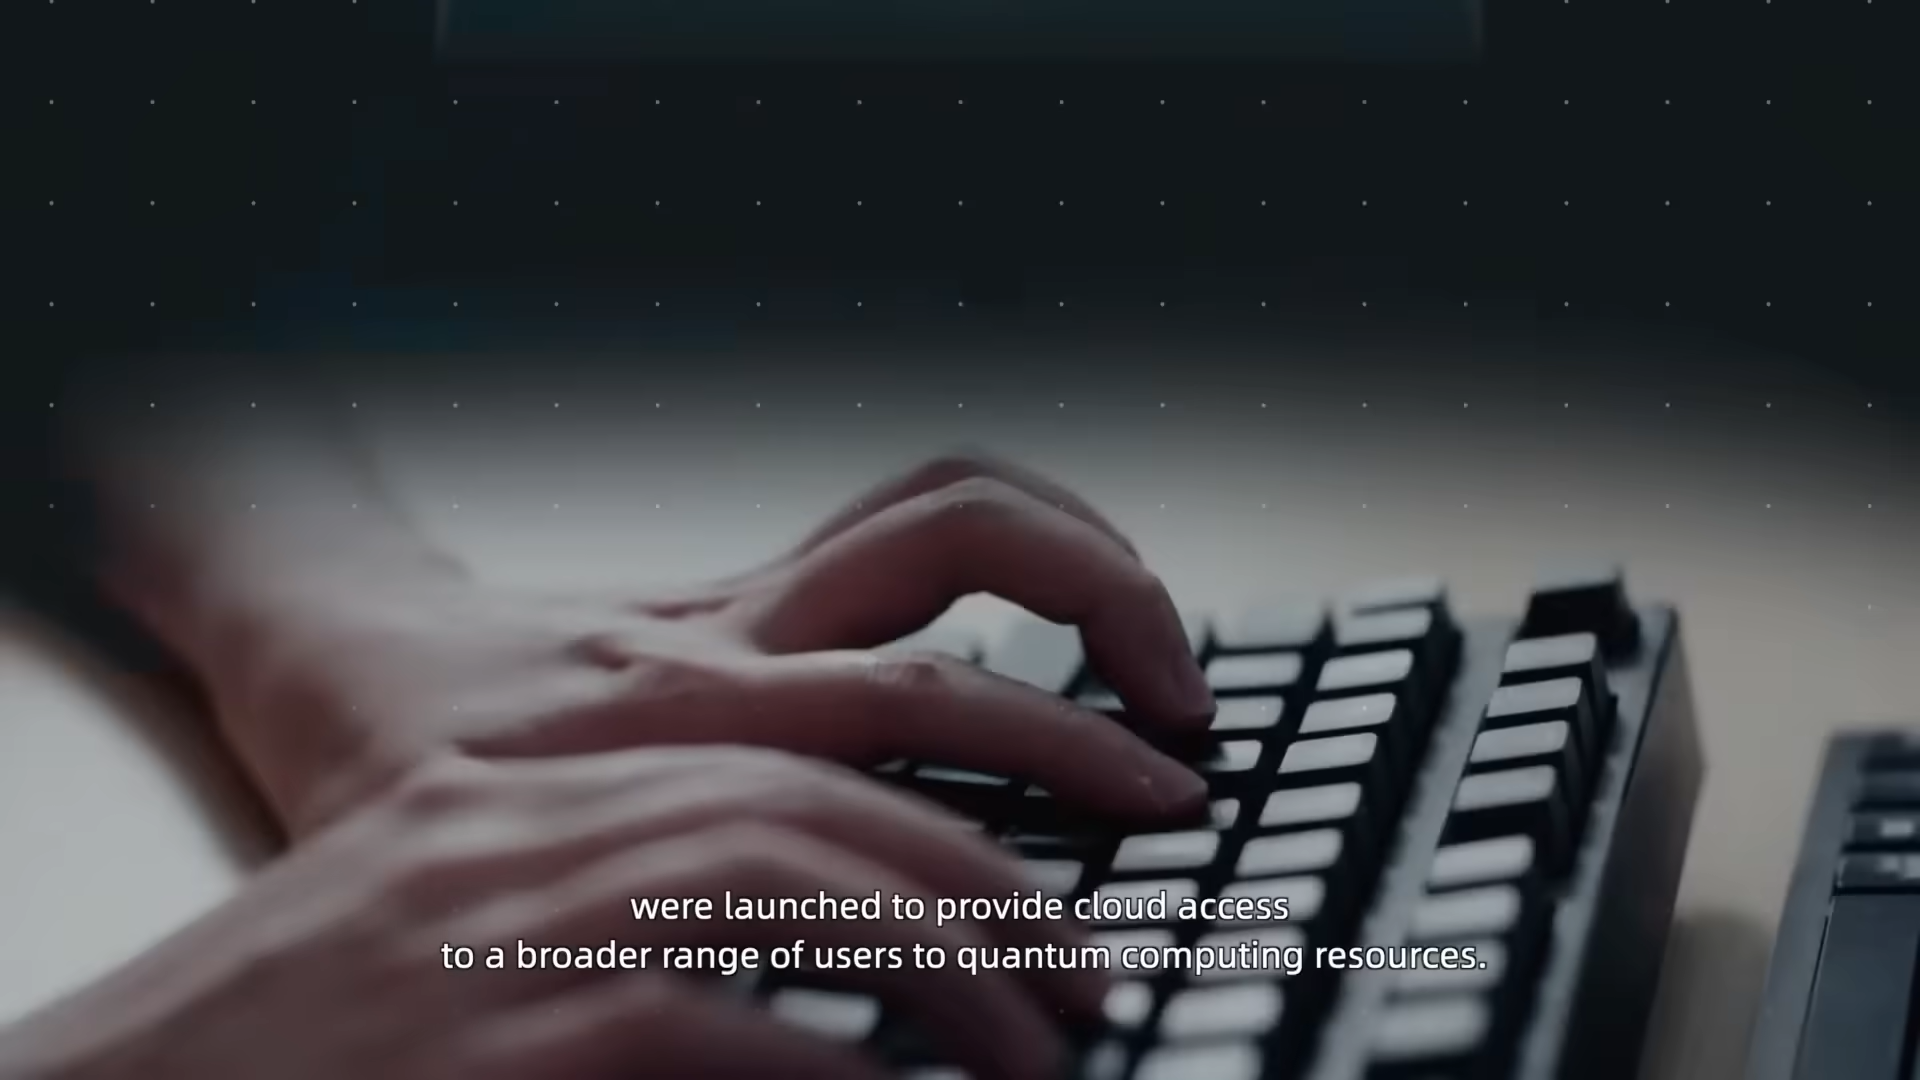 were launched to provide cloud access
to a broader range of users to quantum computing resources.